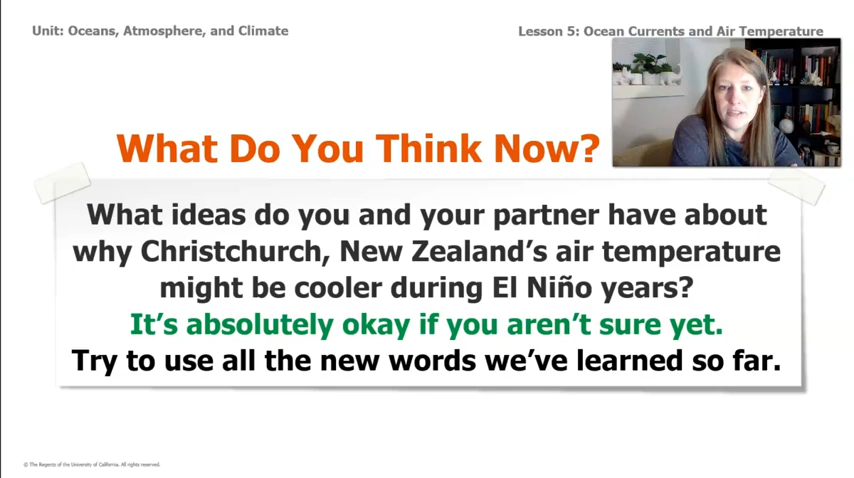 Unit: Oceans, Atmosphere, and Climate
Lesson 5: Ocean Currents and Air Temperature
What Do You Think Now?
What ideas do you and your partner have about
why Christchurch, New Zealand’s air temperature
might be cooler during El Niño years?
It’s absolutely okay if you aren’t sure yet.
Try to use all the new words we’ve learned so far.
© The Regents of the University of California. All rights reserved.